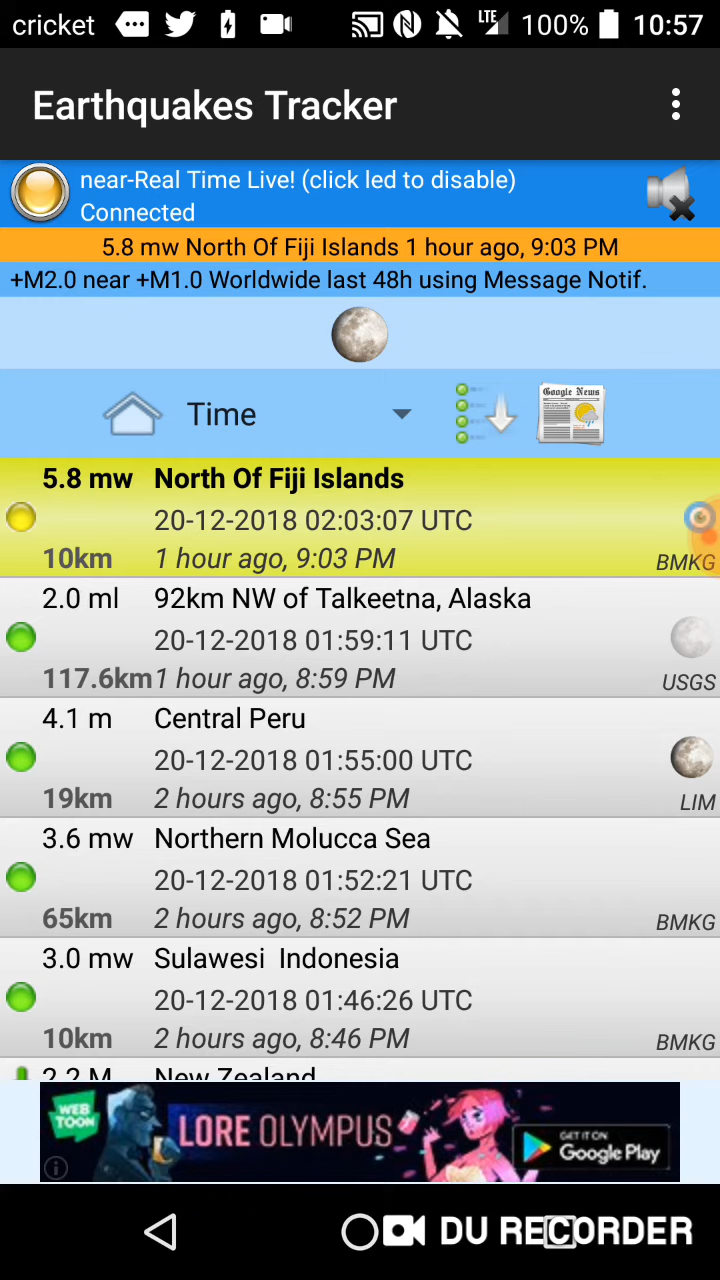 cricket LTE 100% 10:57
Earthquakes Tracker
near-Real Time Live! (click led to disable)
Connected
5.8 mw North Of Fiji Islands 1 hour ago, 9:03 PM
+M2.0 near +M1.0 Worldwide last 48h using Message Notif.
Time Google News
5.8 mw North Of Fiji Islands
20-12-2018 02:03:07 UTC
10km 1 hour ago, 9:03 PM BMKG
2.0 ml 92km NW of Talkeetna, Alaska
20-12-2018 01:59:11 UTC
117.6km 1 hour ago, 8:59 PM USGS
4.1 m Central Peru
20-12-2018 01:55:00 UTC
19km 2 hours ago, 8:55 PM LIM
3.6 mw Northern Molucca Sea
20-12-2018 01:52:21 UTC
65km 2 hours ago, 8:52 PM BMKG
3.0 mw Sulawesi  Indonesia
20-12-2018 01:46:26 UTC
10km 2 hours ago, 8:46 PM BMKG
2.2 M New Zealand
WEB
TOON
LORE OLYMPUS
GET IT ON
Google Play
DU RECORDER